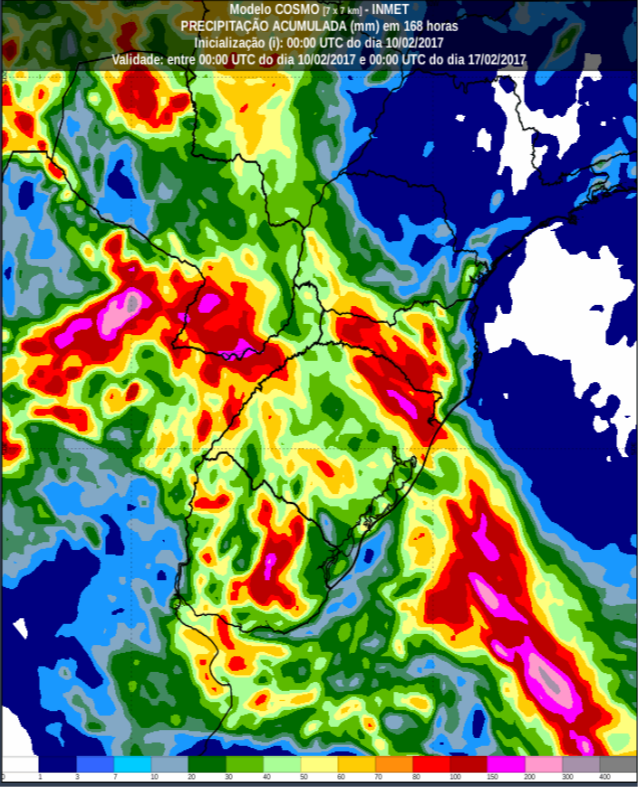 Modelo COSMO (7 x 7 km) - INMET
PRECIPITAÇÃO ACUMULADA (mm) em 168 horas
Inicialização (i): 00:00 UTC do dia 10/02/2017
Validade: entre 00:00 UTC do dia 10/02/2017 e 00:00 UTC do dia 17/02/2017
0 1 3 7 10 20 30 40 50 60 70 80 100 150 200 300 400